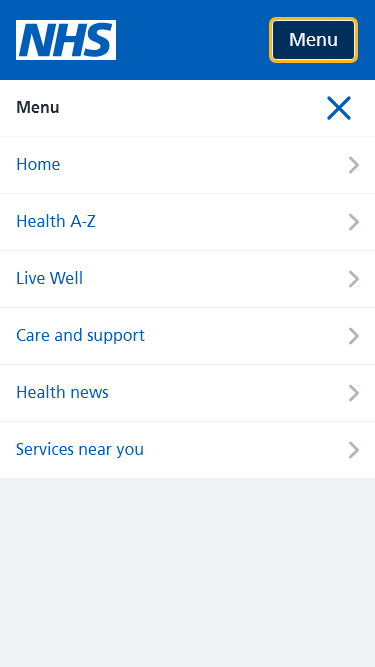 NHS
Menu
Menu
Home
Health A-Z
Live Well
Care and support
Health news
Services near you